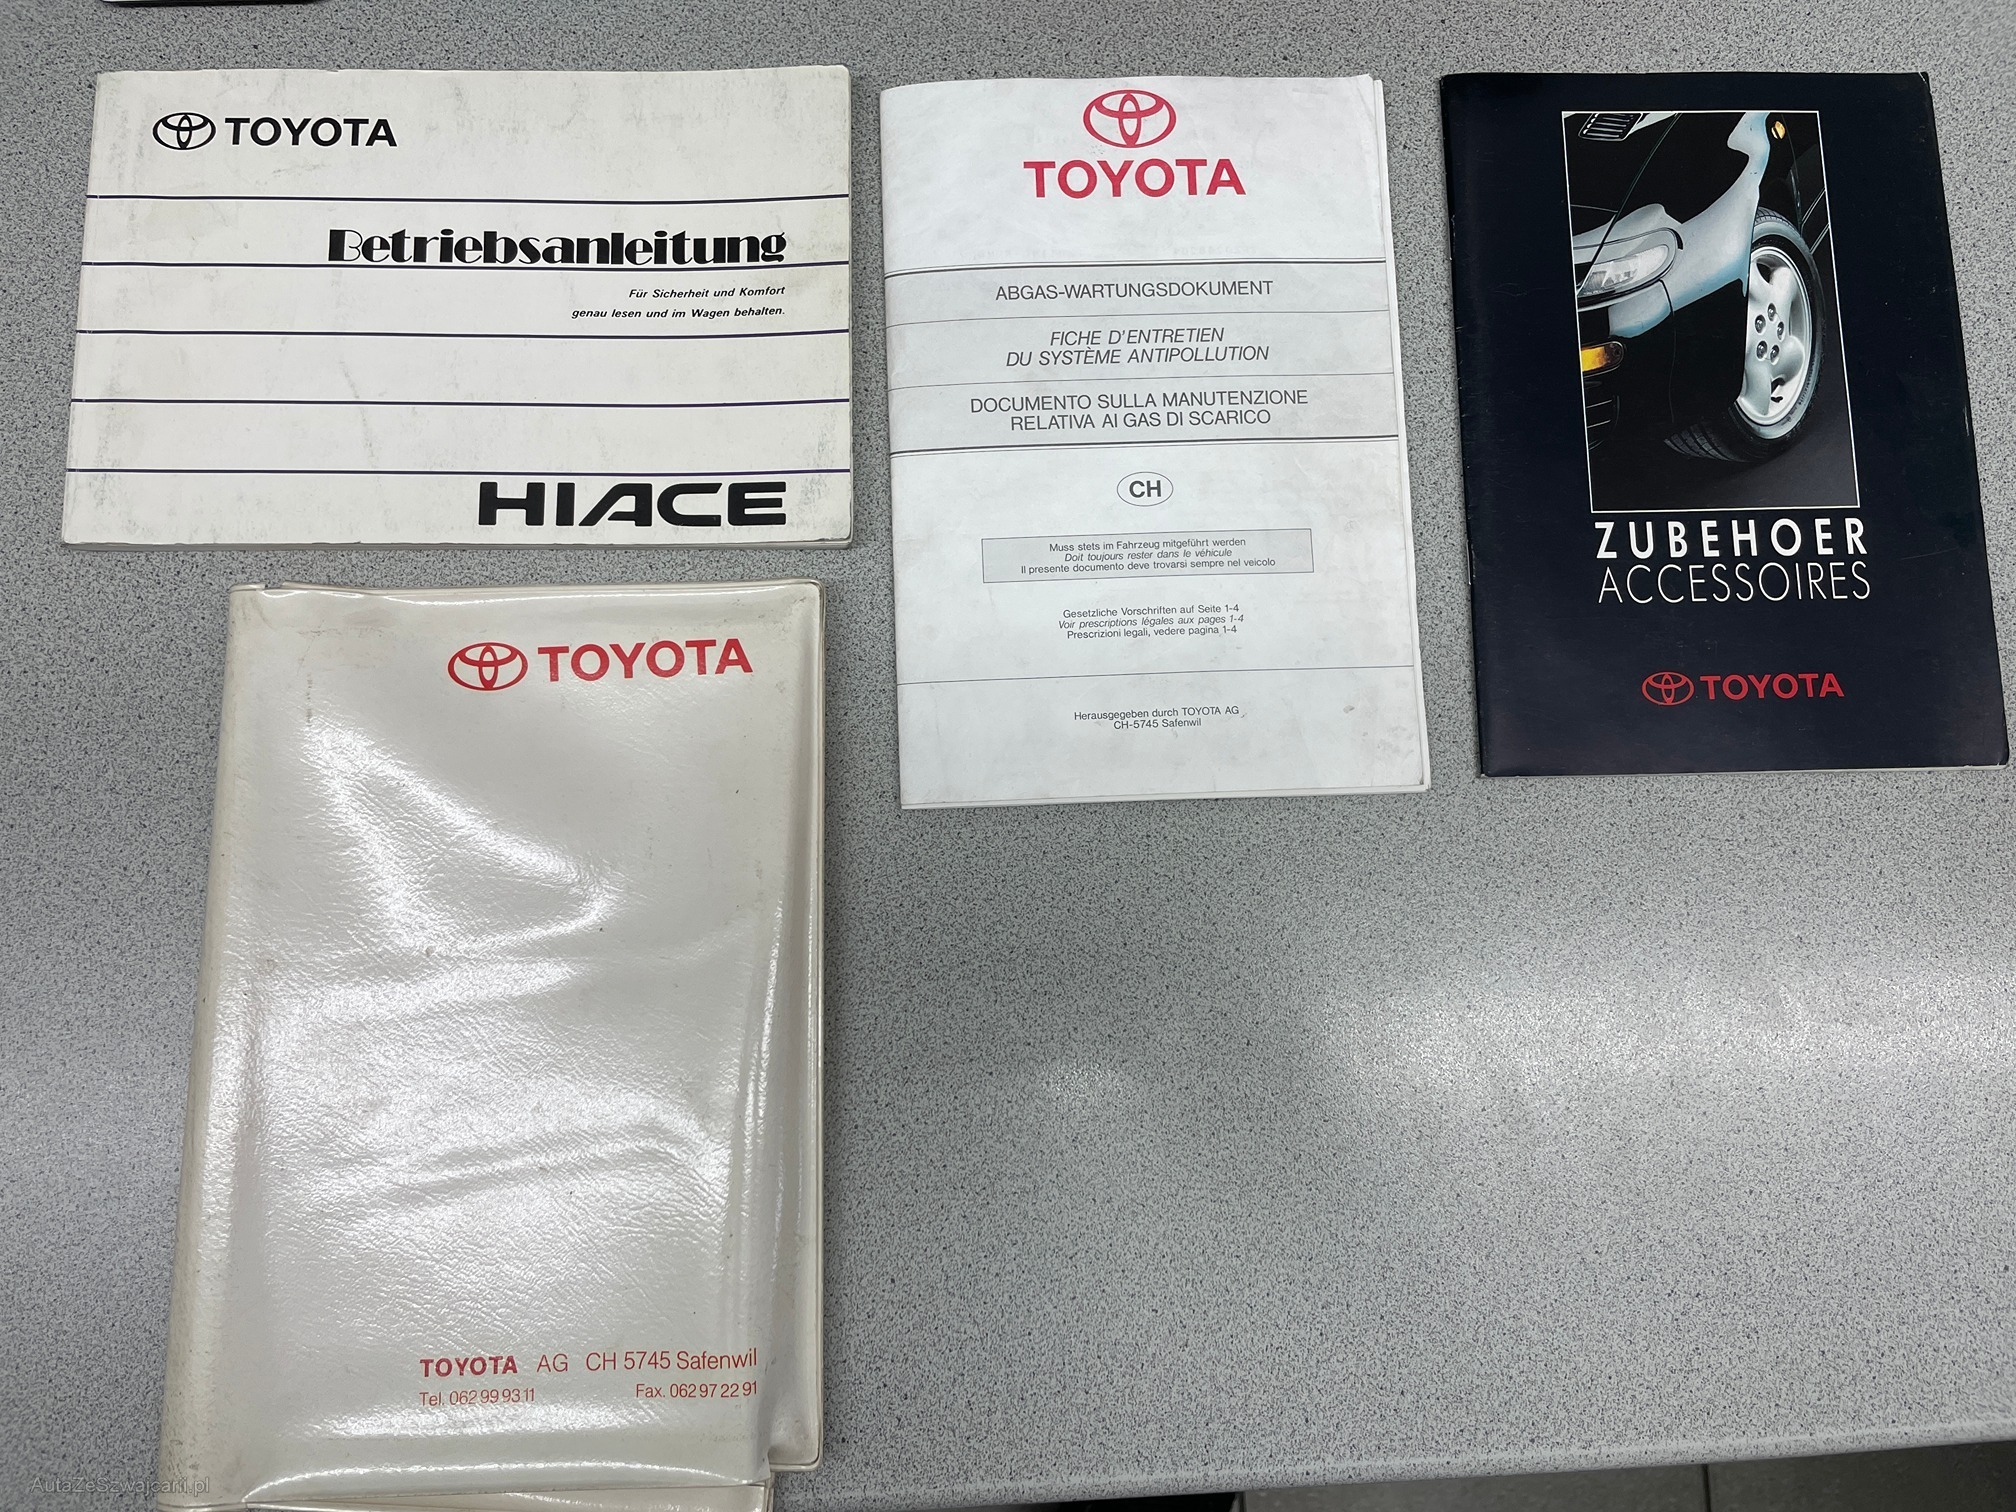 TOYOTA
Betriebsanleitung
Für Sicherheit und Komfort
genau lesen und im Wagen behalten.
HIACE
TOYOTA
ABGAS-WARTUNGSDOKUMENT
FICHE D'ENTRETIEN
DU SYSTÈME ANTIPOLLUTION
DOCUMENTO SULLA MANUTENZIONE
RELATIVA AI GAS DI SCARICO
CH
Muss stets im Fahrzeug mitgeführt werden
Doit toujours rester dans le véhicule
Il presente documento deve trovarsi sempre nel veicolo
Gesetzliche Vorschriften auf Seite 1-4
Voir prescriptions légales aux pages 1-4
Prescrizioni legali, vedere pagina 1-4
Herausgegeben durch TOYOTA AG
CH-5745 Safenwil
ZUBEHOER
ACCESSOIRES
TOYOTA
TOYOTA
TOYOTA AG CH 5745 Safenwil
Tel. 062 99 93 11 Fax. 062 97 22 91
AutaZeSzwajcarii.pl